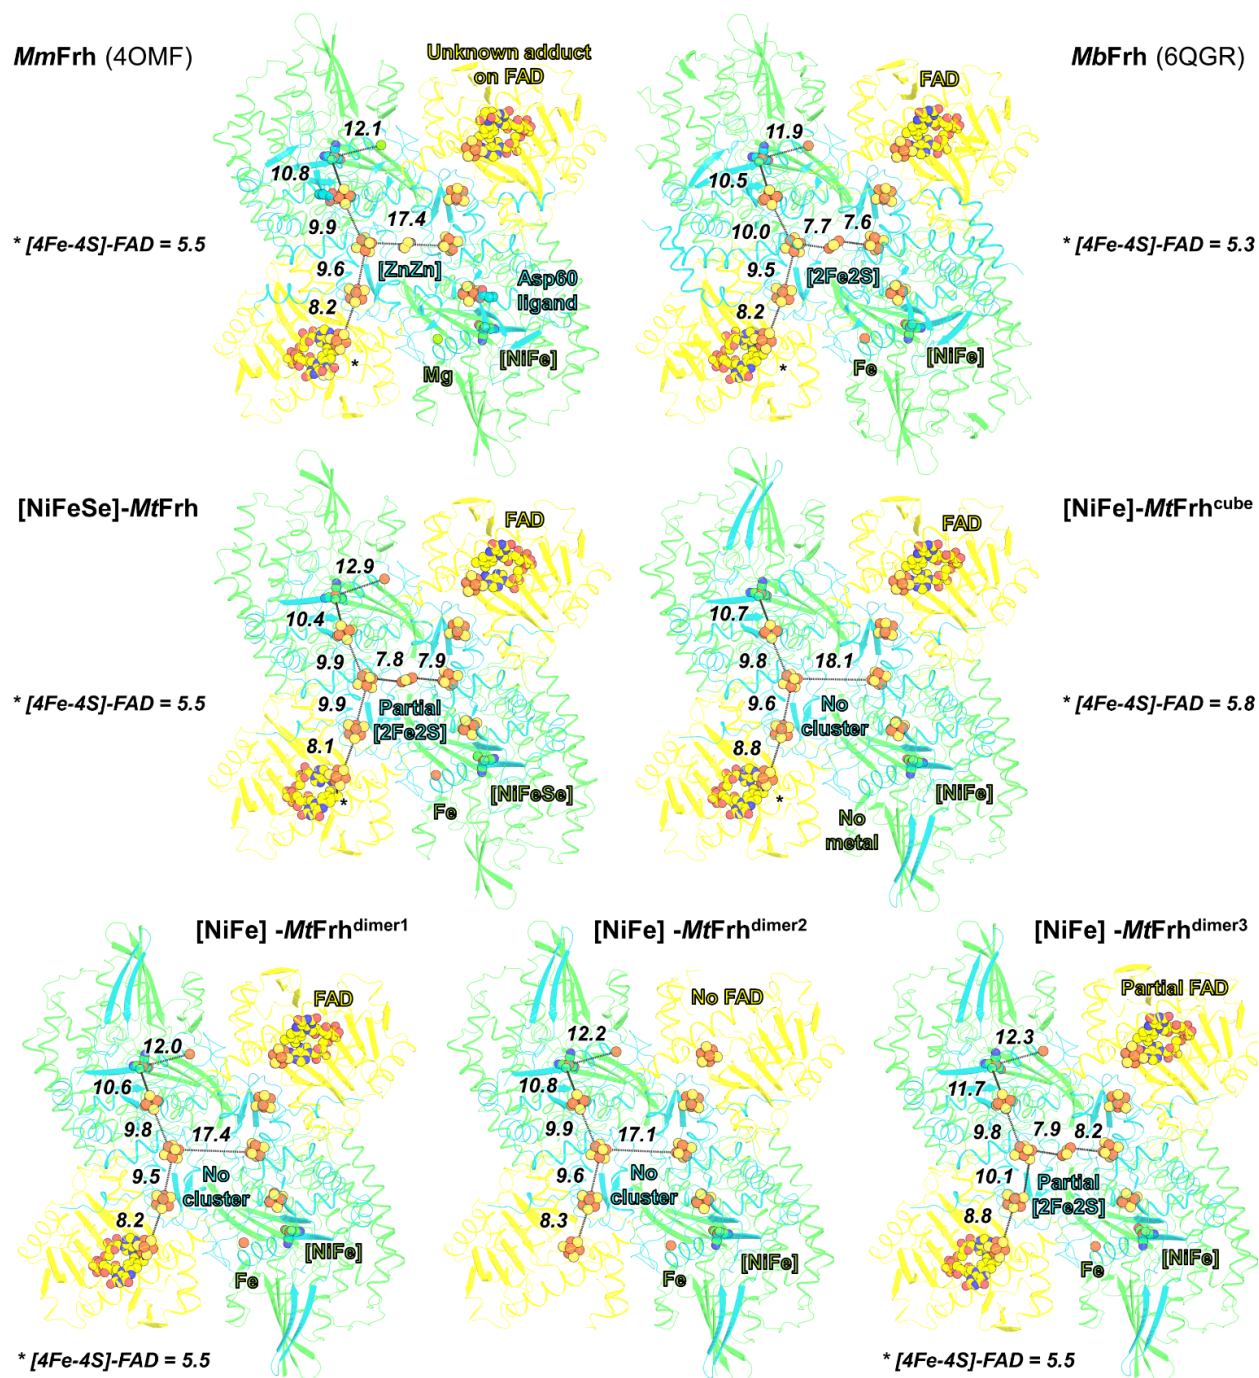 MmFrh (4OMF)
Unknown adduct
on FAD
12.1
10.8
9.9
17.4
9.6
[ZnZn]
8.2
Asp60
ligand
*
[NiFe]
Mg
* [4Fe-4S]-FAD = 5.5
MbFrh (6QGR)
FAD
11.9
10.5
10.0
7.7
7.6
9.5
[2Fe2S]
8.2
*
[NiFe]
Fe
* [4Fe-4S]-FAD = 5.3
[NiFeSe]-MtFrh
FAD
12.9
10.4
9.9
7.8
7.9
9.9
Partial
[2Fe2S]
8.1
*
[NiFeSe]
Fe
* [4Fe-4S]-FAD = 5.5
[NiFe]-MtFrhcube
FAD
10.7
9.8
18.1
9.6
No
cluster
8.8
*
[NiFe]
No
metal
* [4Fe-4S]-FAD = 5.8
[NiFe] -MtFrhdimer1
FAD
12.0
10.6
9.8
17.4
9.5
No
cluster
8.2
[NiFe]
Fe
* [4Fe-4S]-FAD = 5.5
[NiFe] -MtFrhdimer2
No FAD
12.2
10.8
9.9
17.1
9.6
No
cluster
8.3
[NiFe]
Fe
[NiFe] -MtFrhdimer3
Partial FAD
12.3
11.7
9.8
7.9
8.2
10.1
Partial
[2Fe2S]
8.8
[NiFe]
Fe
* [4Fe-4S]-FAD = 5.5